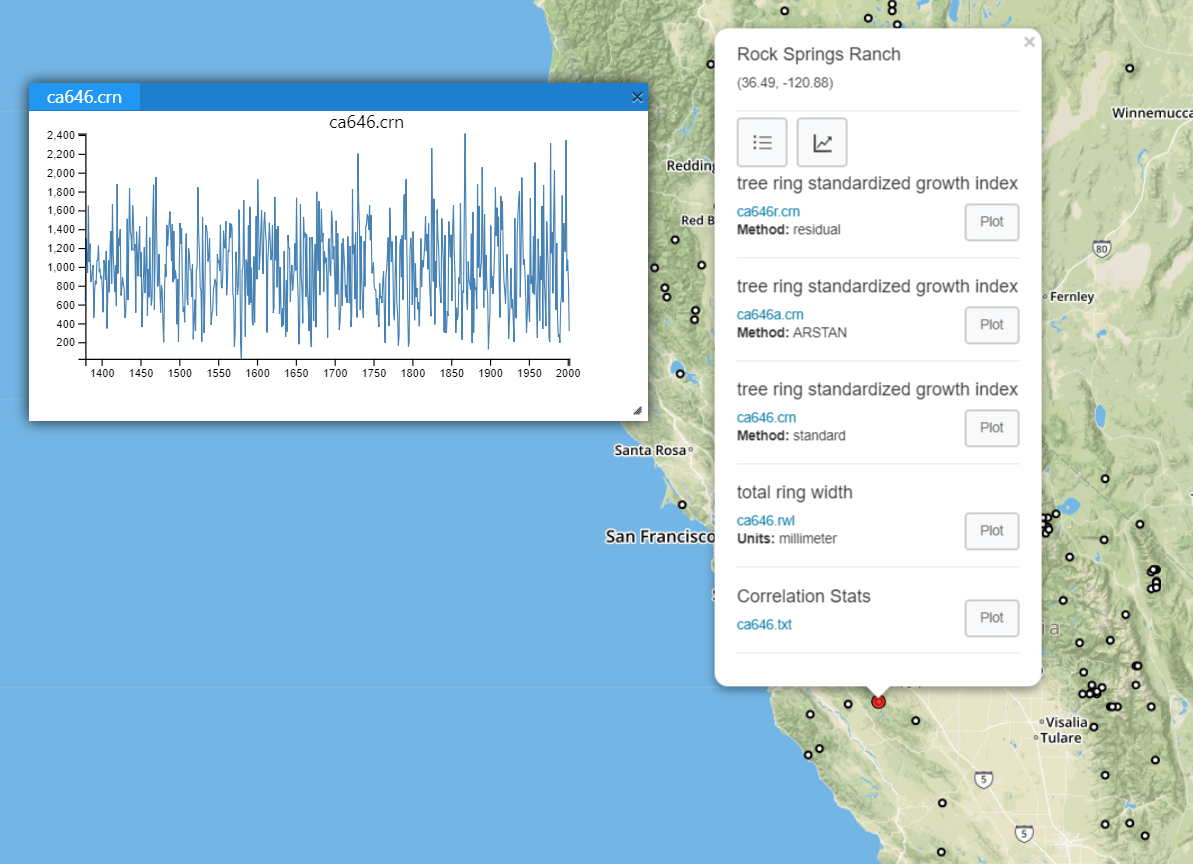 ca646.crn
ca646.crn
2,400
2,200
2,000
1,800
1,600
1,400
1,200
1,000
800
600
400
200
1400 1450 1500 1550 1600 1650 1700 1750 1800 1850 1900 1950 2000
Rock Springs Ranch
(36.49, -120.88)
tree ring standardized growth index
ca646r.crn
Method: residual
Plot
tree ring standardized growth index
ca646a.crn
Method: ARSTAN
Plot
tree ring standardized growth index
ca646.crn
Method: standard
Plot
total ring width
ca646.rwl
Units: millimeter
Plot
Correlation Stats
ca646.txt
Plot
Winnemucca
Redding
Red B
80
Fernley
Santa Rosa
San Francisco
ia
Visalia
Tulare
5
5